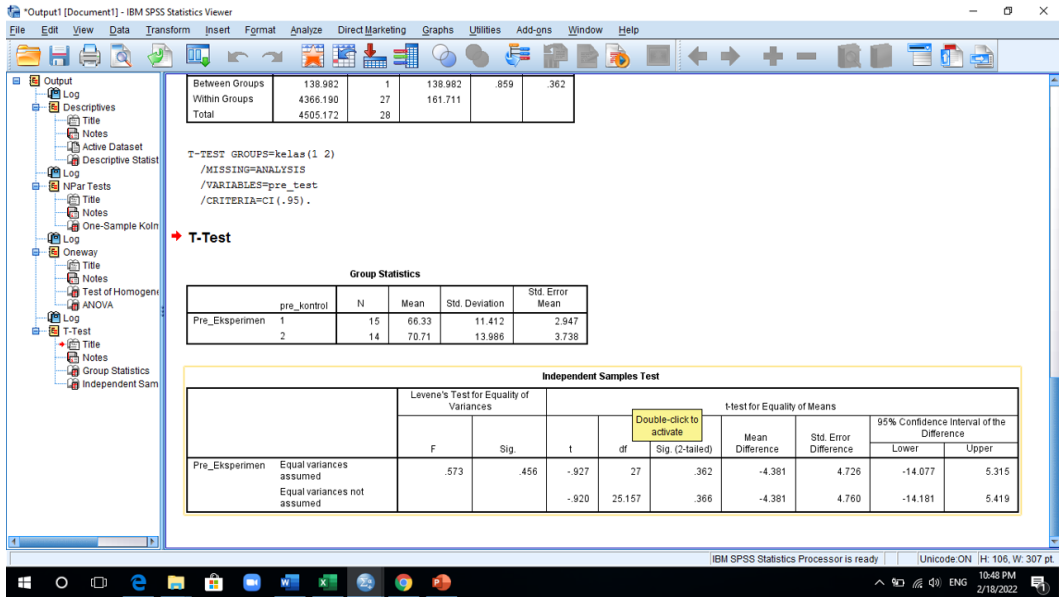 *Output1 [Document1] - IBM SPSS Statistics Viewer
File Edit View Data Transform Insert Format Analyze Direct Marketing Graphs Utilities Add-ons Window Help
Output
Log
Descriptives
Title
Notes
Active Dataset
Descriptive Statist
Log
NPar Tests
Title
Notes
One-Sample Koln
Log
Oneway
Title
Notes
Test of Homogene
ANOVA
Log
T-Test
Title
Notes
Group Statistics
Independent Sam
Between Groups 138.982 1 138.982 .859 .362
Within Groups 4366.190 27 161.711
Total 4505.172 28
T-TEST GROUPS=kelas(1 2)
/MISSING=ANALYSIS
/VARIABLES=pre_test
/CRITERIA=CI(.95).
T-Test
Group Statistics
pre_kontrol N Mean Std. Deviation Std. Error Mean
Pre_Eksperimen 1 15 66.33 11.412 2.947
2 14 70.71 13.986 3.738
Independent Samples Test
Levene's Test for Equality of Variances
t-test for Equality of Means
Double-click to activate
95% Confidence Interval of the Difference
F Sig. t df Sig. (2-tailed) Mean Difference Std. Error Difference Lower Upper
Pre_Eksperimen Equal variances assumed .573 .456 -.927 27 .362 -4.381 4.726 -14.077 5.315
Equal variances not assumed -.920 25.157 .366 -4.381 4.760 -14.181 5.419
IBM SPSS Statistics Processor is ready Unicode:ON H: 106, W: 307 pt.
ENG
10:48 PM
2/18/2022